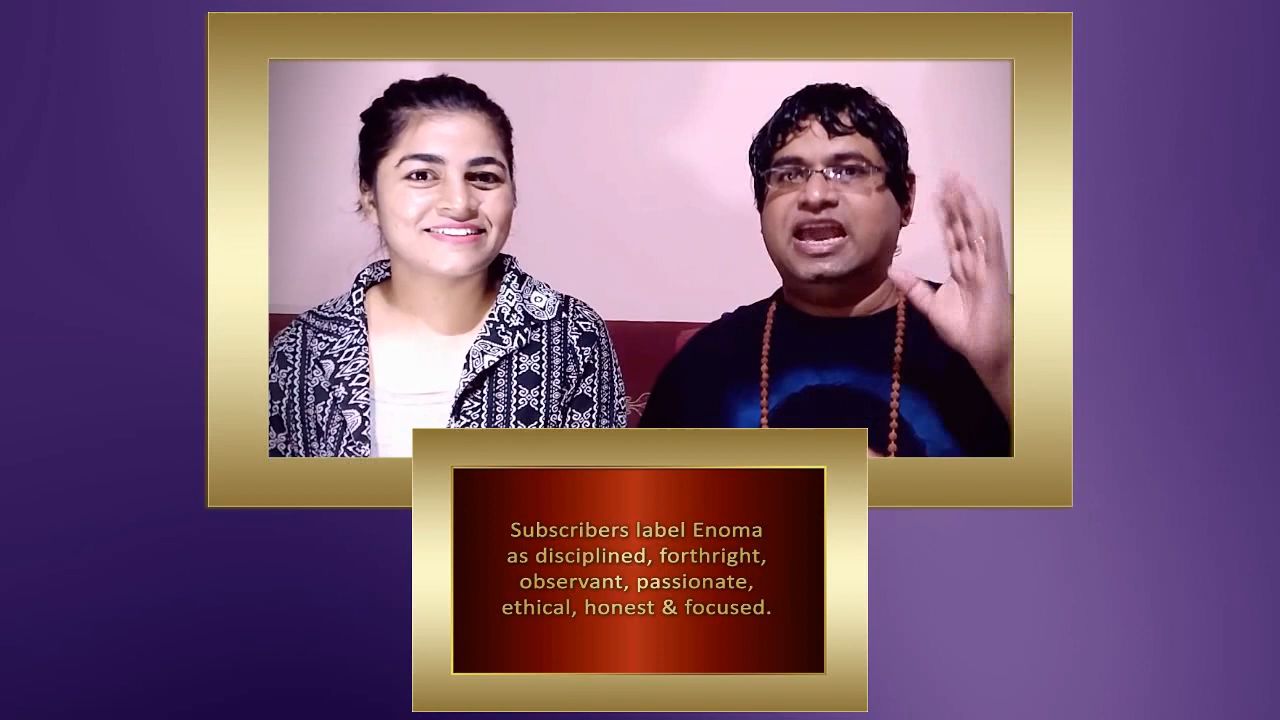 Subscribers label Enoma
as disciplined, forthright,
observant, passionate,
ethical, honest & focused.